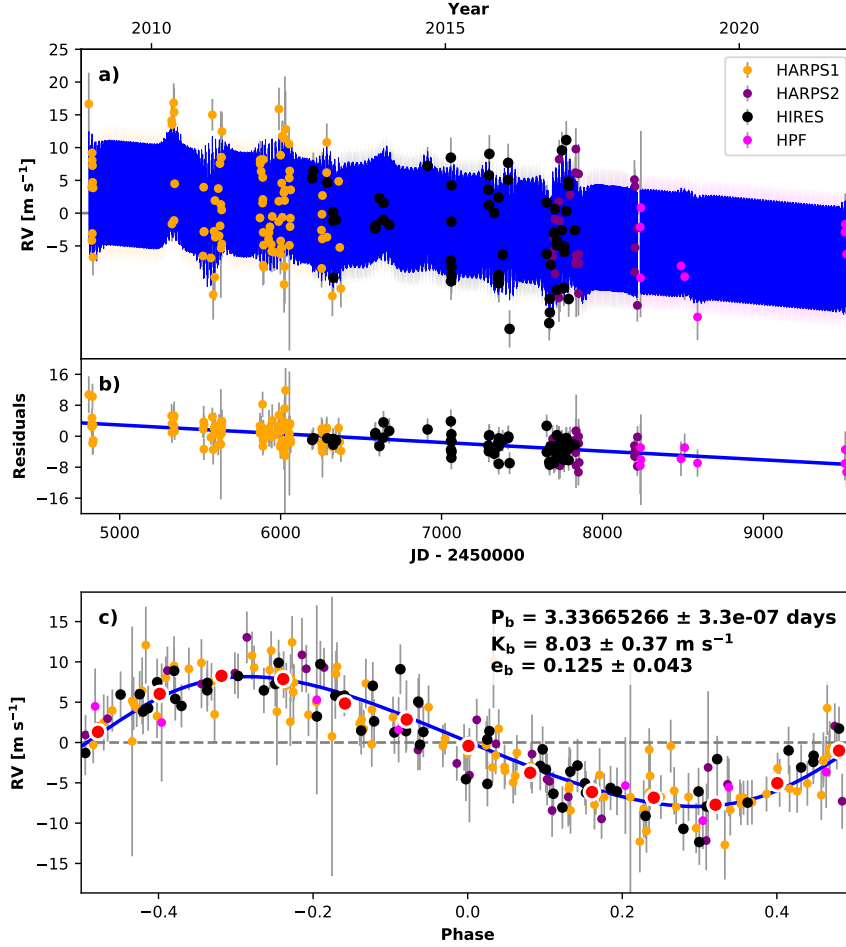 Year
2010 2015 2020
a)
HARPS1
HARPS2
HIRES
HPF
25
20
15
10
5
0
−5
RV [m s⁻¹]
b)
16
8
0
−8
−16
Residuals
5000 6000 7000 8000 9000
JD - 2450000
c)
P_b = 3.33665266 ± 3.3e-07 days
K_b = 8.03 ± 0.37 m s⁻¹
e_b = 0.125 ± 0.043
15
10
5
0
−5
−10
−15
RV [m s⁻¹]
−0.4 −0.2 0.0 0.2 0.4
Phase